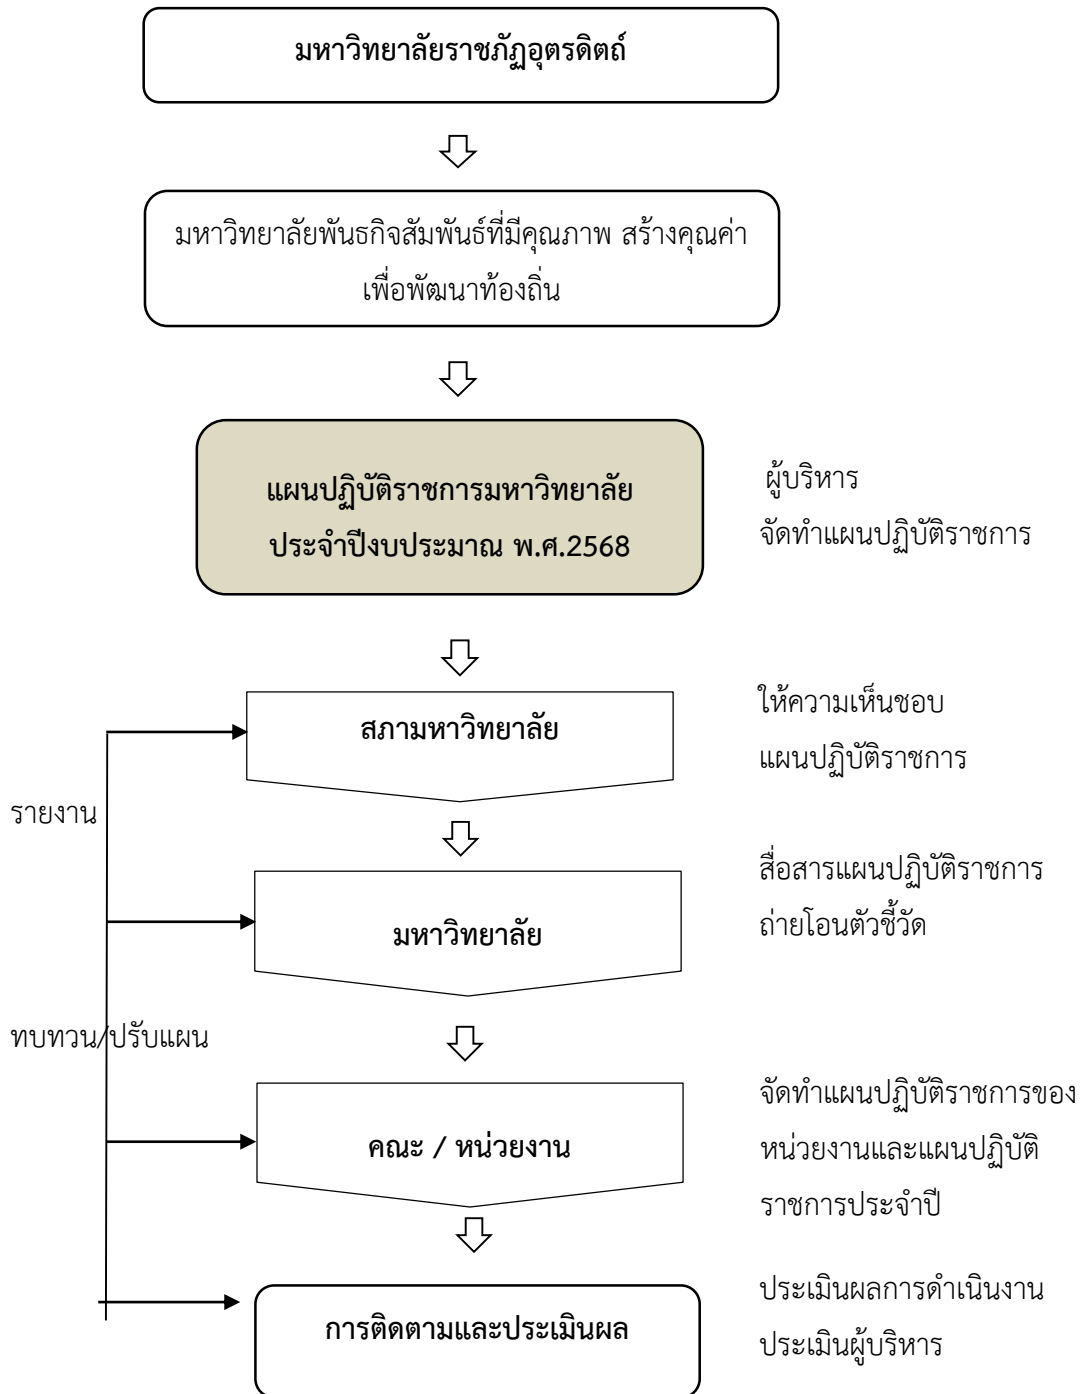 มหาวิทยาลัยราชภัฏอุตรดิตถ์
มหาวิทยาลัยพันธกิจสัมพันธ์ที่มีคุณภาพ สร้างคุณค่า
เพื่อพัฒนาท้องถิ่น
แผนปฏิบัติราชการมหาวิทยาลัย
ประจำปีงบประมาณ พ.ศ.2568
ผู้บริหาร
จัดทำแผนปฏิบัติราชการ
สภามหาวิทยาลัย
ให้ความเห็นชอบ
แผนปฏิบัติราชการ
รายงาน
มหาวิทยาลัย
สื่อสารแผนปฏิบัติราชการ
ถ่ายโอนตัวชี้วัด
ทบทวน/ปรับแผน
คณะ / หน่วยงาน
จัดทำแผนปฏิบัติราชการของ
หน่วยงานและแผนปฏิบัติ
ราชการประจำปี
การติดตามและประเมินผล
ประเมินผลการดำเนินงาน
ประเมินผู้บริหาร